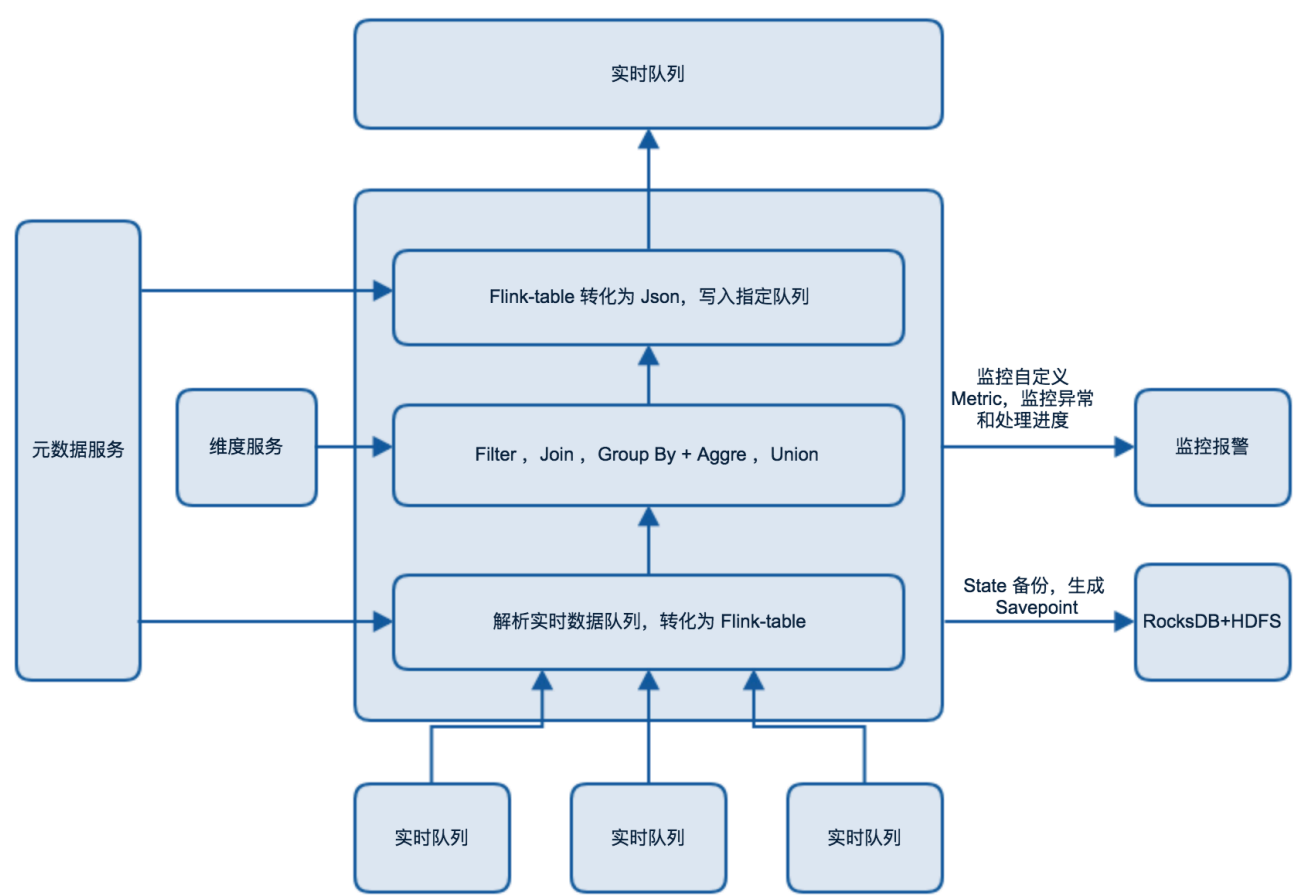 实时队列
Flink-table 转化为 Json，写入指定队列
监控自定义
Metric，监控异常
和处理进度
元数据服务
维度服务
Filter ，Join ，Group By + Aggre ，Union
监控报警
State 备份，生成
Savepoint
解析实时数据队列，转化为 Flink-table
RocksDB+HDFS
实时队列
实时队列
实时队列